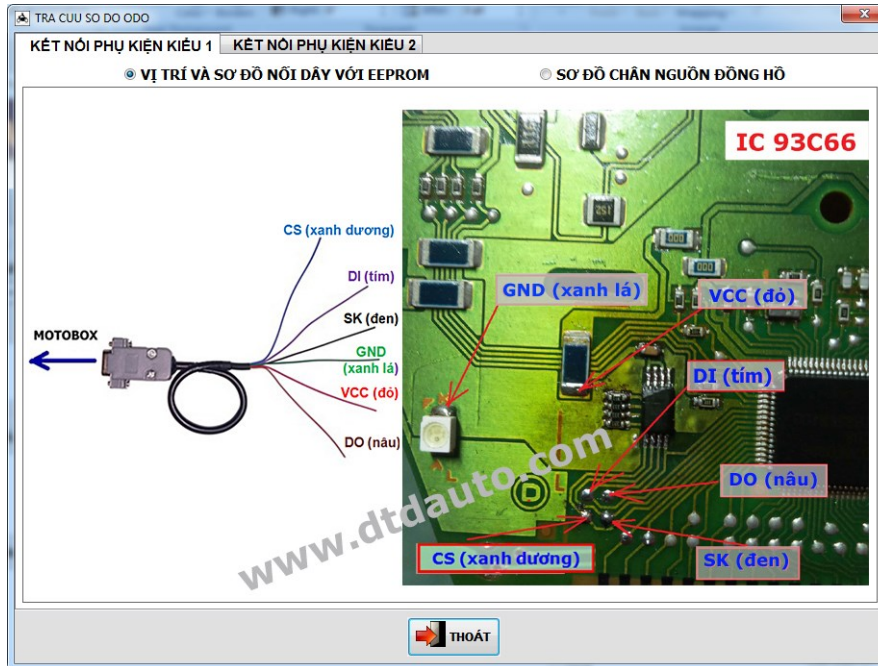 TRA CUU SO DO ODO
KẾT NỐI PHỤ KIỆN KIỂU 1
KẾT NỐI PHỤ KIỆN KIỂU 2
VỊ TRÍ VÀ SƠ ĐỒ NỐI DÂY VỚI EEPROM
SƠ ĐỒ CHÂN NGUỒN ĐỒNG HỒ
IC 93C66
CS (xanh dương)
DI (tím)
SK (đen)
GND
(xanh lá)
VCC (đỏ)
DO (nâu)
MOTOBOX
152
000
000
GND (xanh lá)
VCC (đỏ)
DI (tím)
DO (nâu)
CS (xanh dương)
SK (đen)
D
www.dtdauto.com
THOÁT